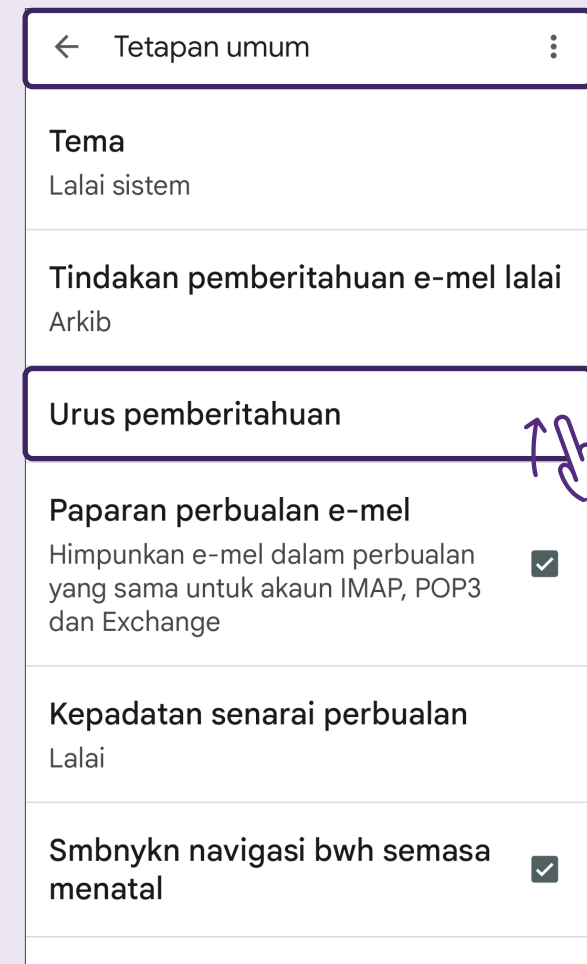 Tetapan umum
Tema
Lalai sistem
Tindakan pemberitahuan e-mel lalai
Arkib
Urus pemberitahuan
Paparan perbualan e-mel
Himpunkan e-mel dalam perbualan
yang sama untuk akaun IMAP, POP3
dan Exchange
Kepadatan senarai perbualan
Lalai
Smbnykn navigasi bwh semasa
menatal